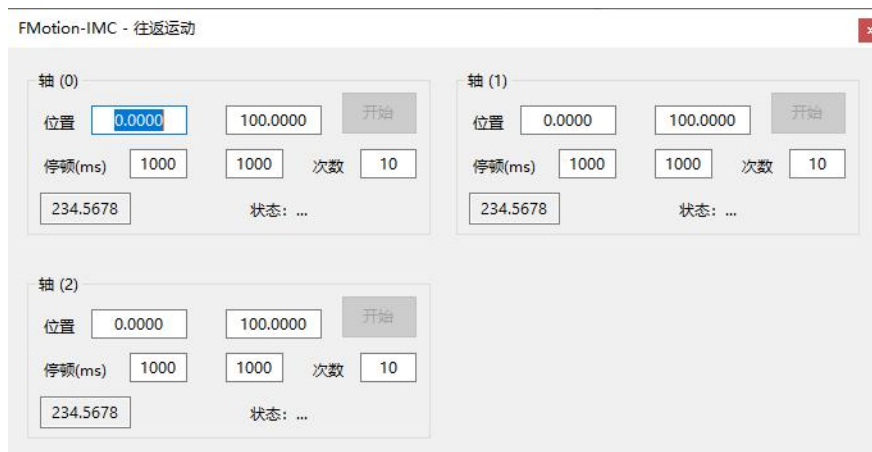 FMotion-IMC - 往返运动
轴 (0)
位置 0.0000 100.0000 开始
停顿(ms) 1000 1000 次数 10
234.5678 状态: ...
轴 (1)
位置 0.0000 100.0000 开始
停顿(ms) 1000 1000 次数 10
234.5678 状态: ...
轴 (2)
位置 0.0000 100.0000 开始
停顿(ms) 1000 1000 次数 10
234.5678 状态: ...